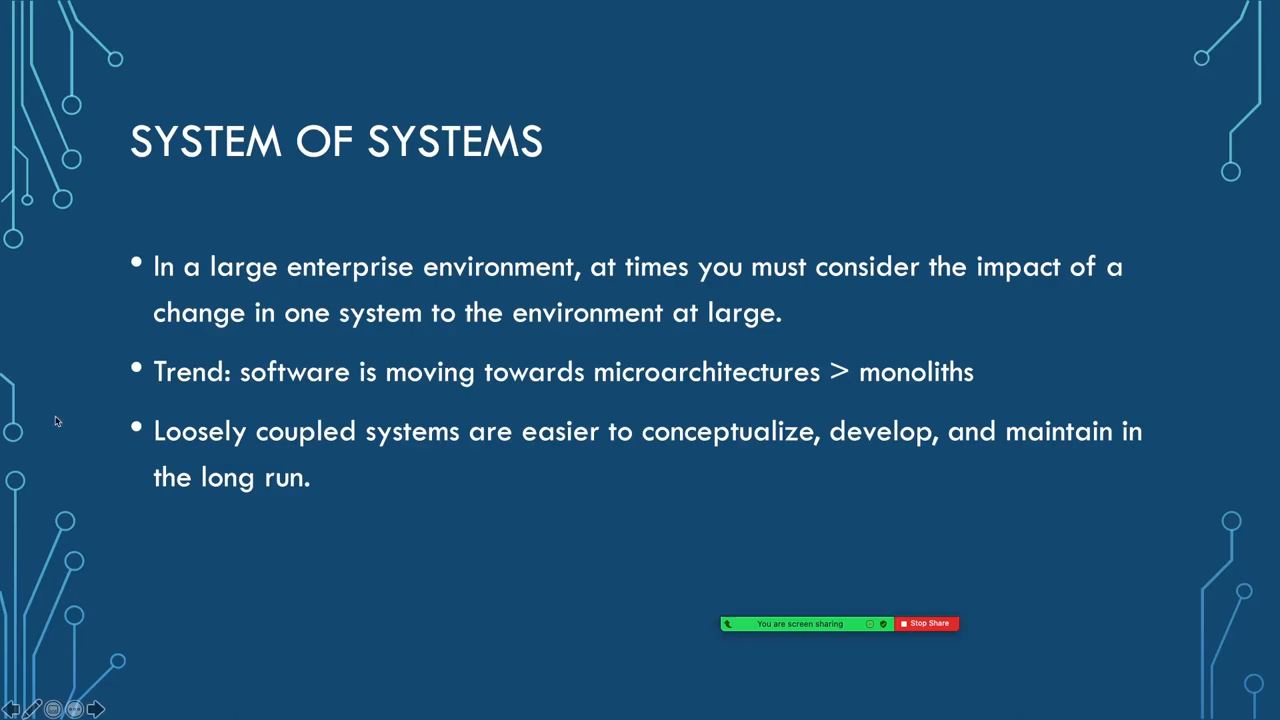 SYSTEM OF SYSTEMS
• In a large enterprise environment, at times you must consider the impact of a
change in one system to the environment at large.
• Trend: software is moving towards microarchitectures > monoliths
• Loosely coupled systems are easier to conceptualize, develop, and maintain in
the long run.
You are screen sharing Stop Share